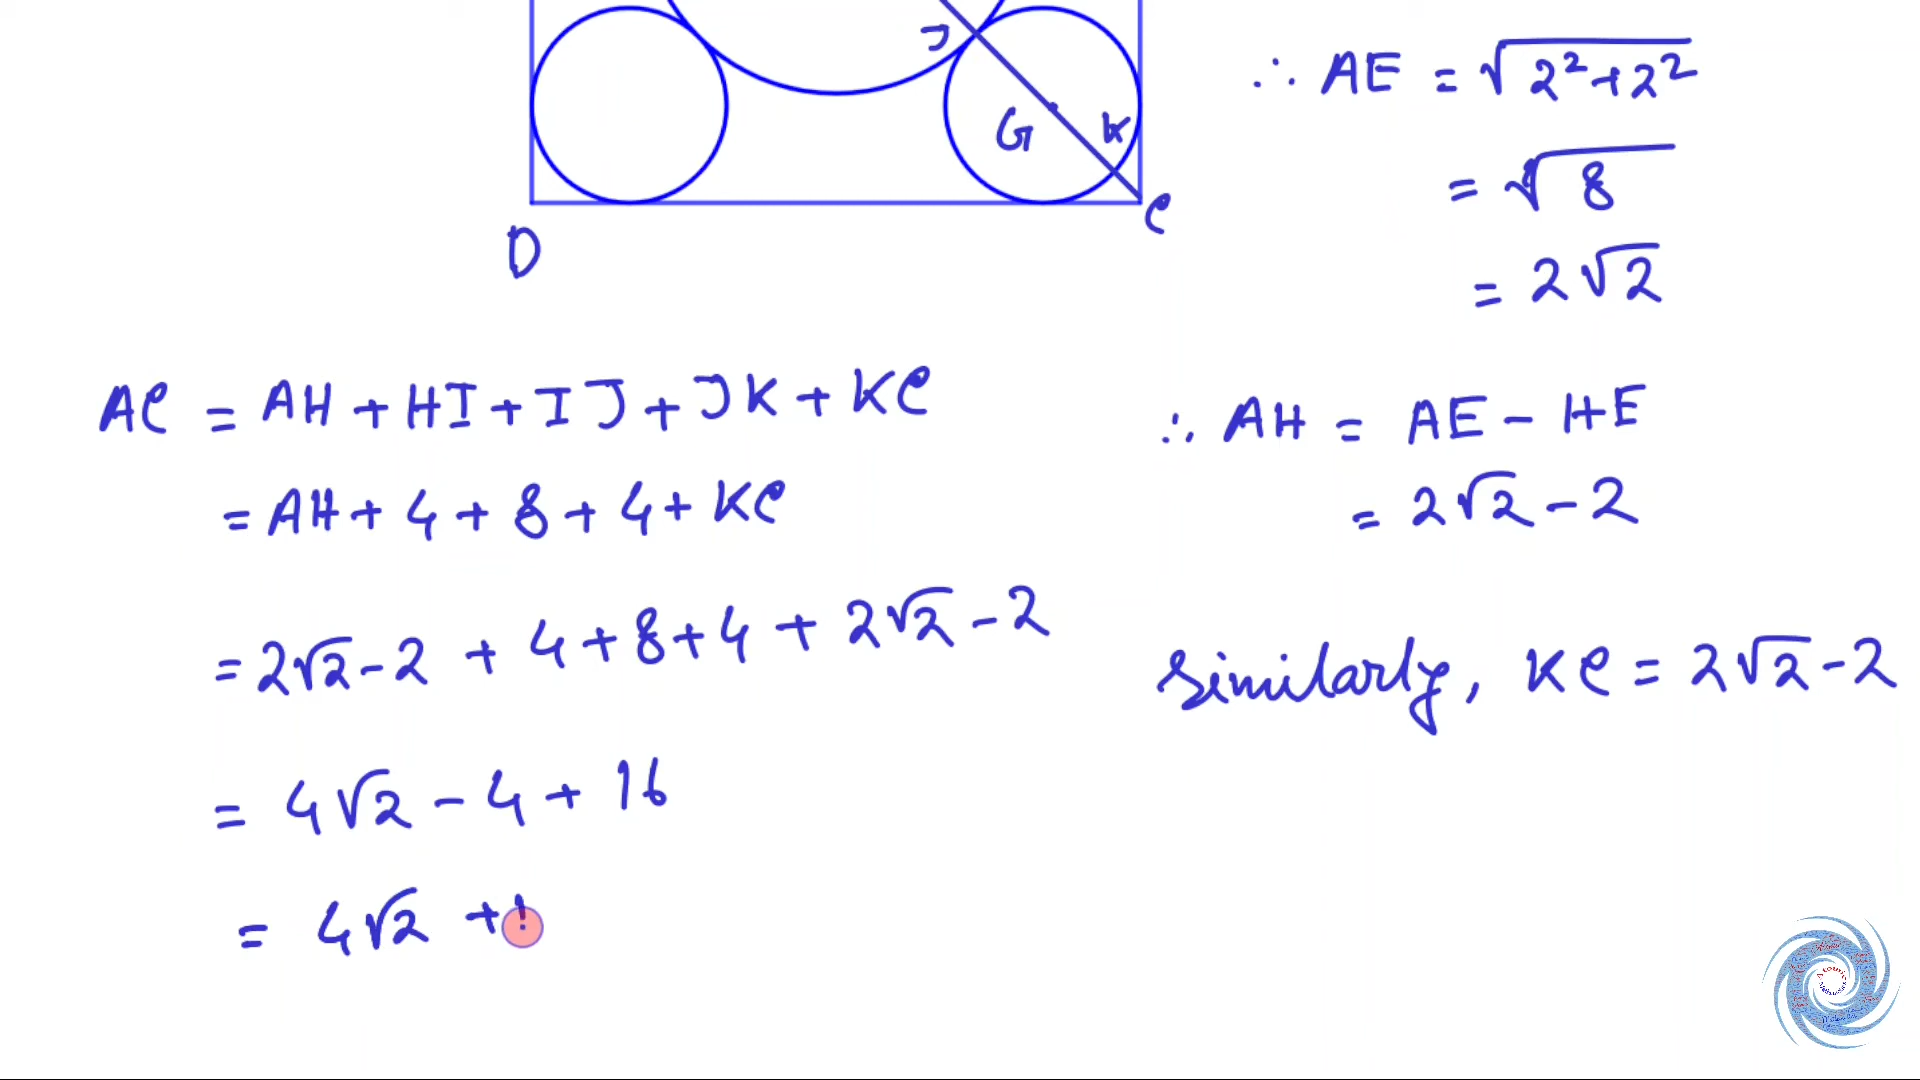 J
G
K
C
D
∴ AE = √2²+2²
= √8
= 2√2
AC = AH + HI + IJ + JK + KC
= AH + 4 + 8 + 4 + KC
= 2√2 - 2 + 4 + 8 + 4 + 2√2 - 2
= 4√2 - 4 + 16
= 4√2 +
∴ AH = AE - HE
= 2√2 - 2
Similarly, KC = 2√2 - 2